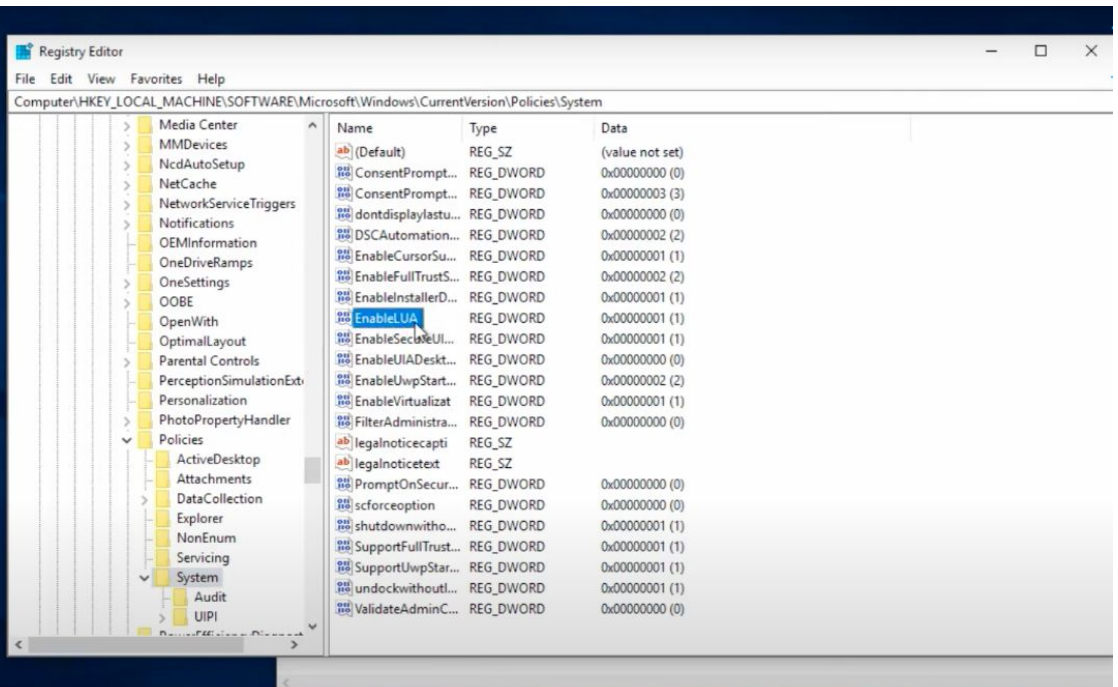 Registry Editor
File Edit View Favorites Help
Computer\HKEY_LOCAL_MACHINE\SOFTWARE\Microsoft\Windows\CurrentVersion\Policies\System
Media Center
MMDevices
NcdAutoSetup
NetCache
NetworkServiceTriggers
Notifications
OEMInformation
OneDriveRamps
OneSettings
OOBE
OpenWith
OptimalLayout
Parental Controls
PerceptionSimulationExt
Personalization
PhotoPropertyHandler
Policies
ActiveDesktop
Attachments
DataCollection
Explorer
NonEnum
Servicing
System
Audit
UIPI
Name Type Data
(Default) REG_SZ (value not set)
ConsentPrompt... REG_DWORD 0x00000000 (0)
ConsentPrompt... REG_DWORD 0x00000003 (3)
dontdisplaylastu... REG_DWORD 0x00000000 (0)
DSCAutomation... REG_DWORD 0x00000002 (2)
EnableCursorSu... REG_DWORD 0x00000001 (1)
EnableFullTrustS... REG_DWORD 0x00000002 (2)
EnableInstallerD... REG_DWORD 0x00000001 (1)
EnableLUA REG_DWORD 0x00000001 (1)
EnableSecureUI... REG_DWORD 0x00000001 (1)
EnableUIADeskt... REG_DWORD 0x00000000 (0)
EnableUwpStart... REG_DWORD 0x00000002 (2)
EnableVirtualizat REG_DWORD 0x00000001 (1)
FilterAdministra... REG_DWORD 0x00000000 (0)
legalnoticecapti REG_SZ
legalnoticetext REG_SZ
PromptOnSecur... REG_DWORD 0x00000000 (0)
scforceoption REG_DWORD 0x00000000 (0)
shutdownwitho... REG_DWORD 0x00000001 (1)
SupportFullTrust... REG_DWORD 0x00000001 (1)
SupportUwpStar... REG_DWORD 0x00000001 (1)
undockwithoutl... REG_DWORD 0x00000001 (1)
ValidateAdminC... REG_DWORD 0x00000000 (0)